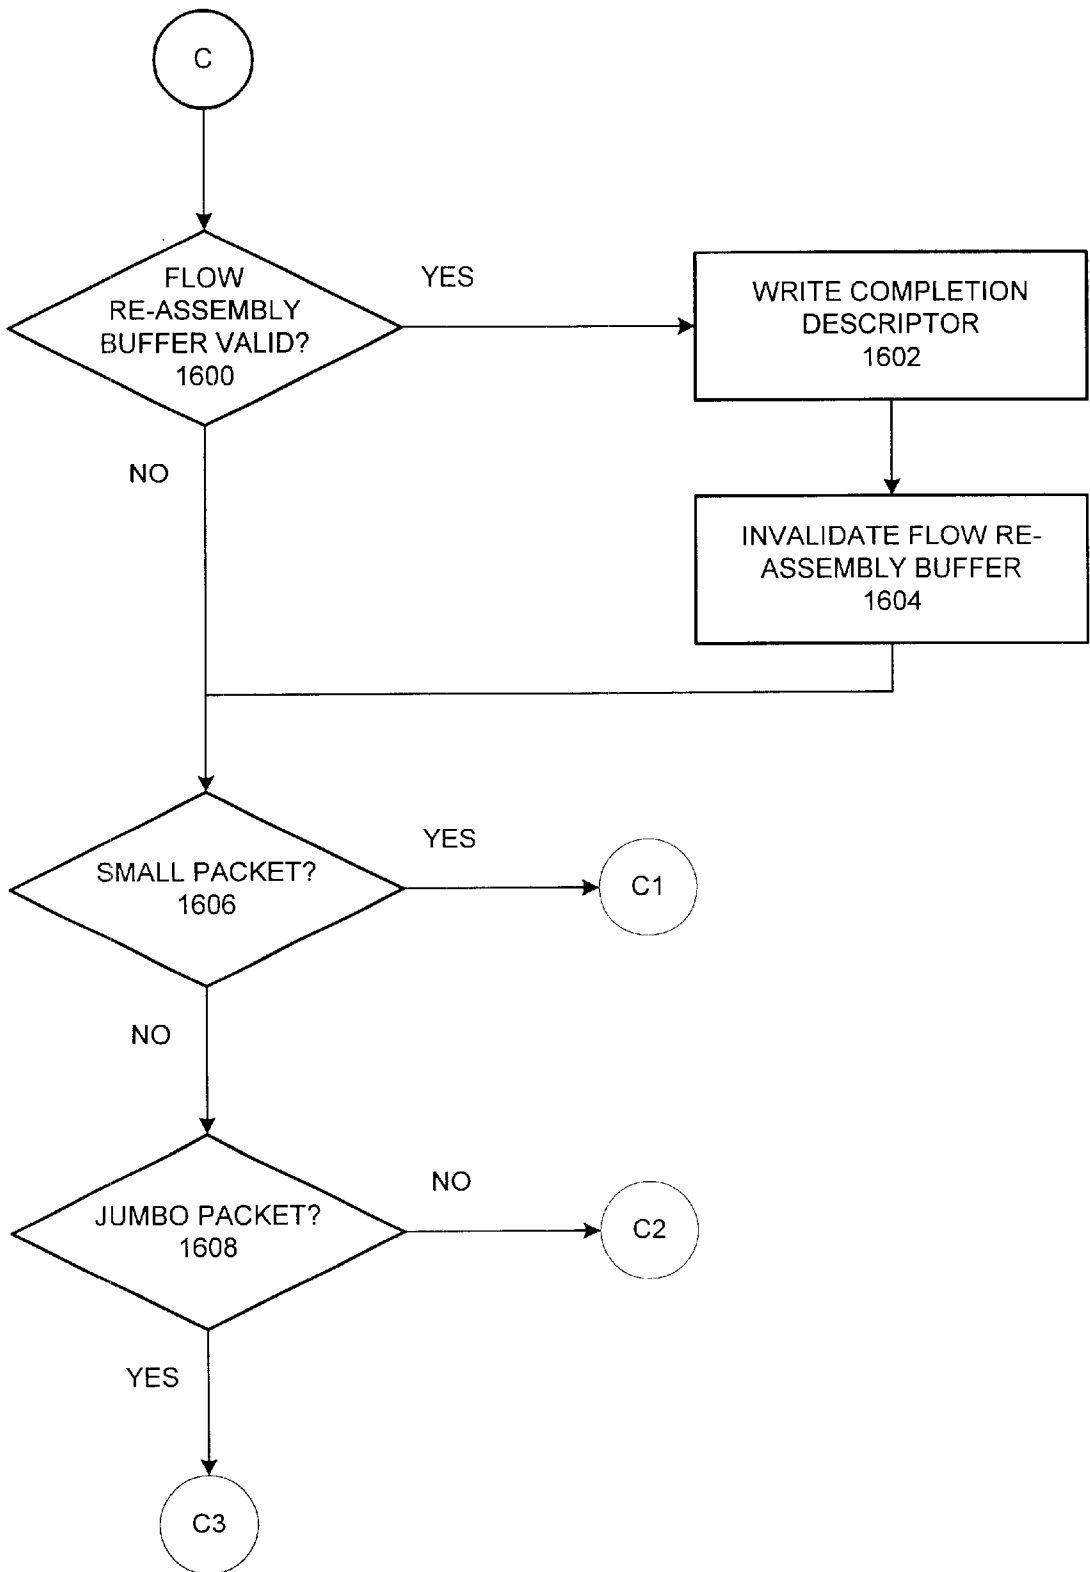 C
FLOW
RE-ASSEMBLY
BUFFER VALID?
1600
YES
WRITE COMPLETION
DESCRIPTOR
1602
NO
INVALIDATE FLOW RE-
ASSEMBLY BUFFER
1604
SMALL PACKET?
1606
YES
C1
NO
JUMBO PACKET?
1608
NO
C2
YES
C3